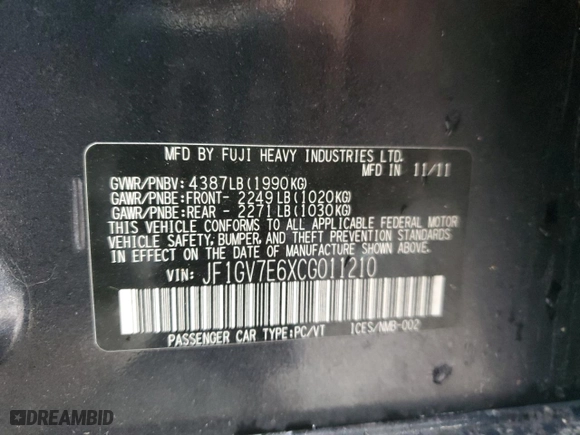 MFD BY FUJI HEAVY INDUSTRIES LTD.
MFD IN 11/11
GVWR/PNBV: 4387LB(1990KG)
GAWR/PNBE:FRONT- 2249LB(1020KG)
GAWR/PNBE:REAR - 2271LB(1030KG)
THIS VEHICLE CONFORMS TO ALL APPLICABLE FEDERAL MOTOR
VEHICLE SAFETY, BUMPER, AND THEFT PREVENTION STANDARDS
IN EFFECT ON THE DATE OF MANUFACTURE SHOWN ABOVE.
VIN: JF1GV7E6XCG011210
PASSENGER CAR TYPE:PC/VT ICES/NMB-002
DREAMBID